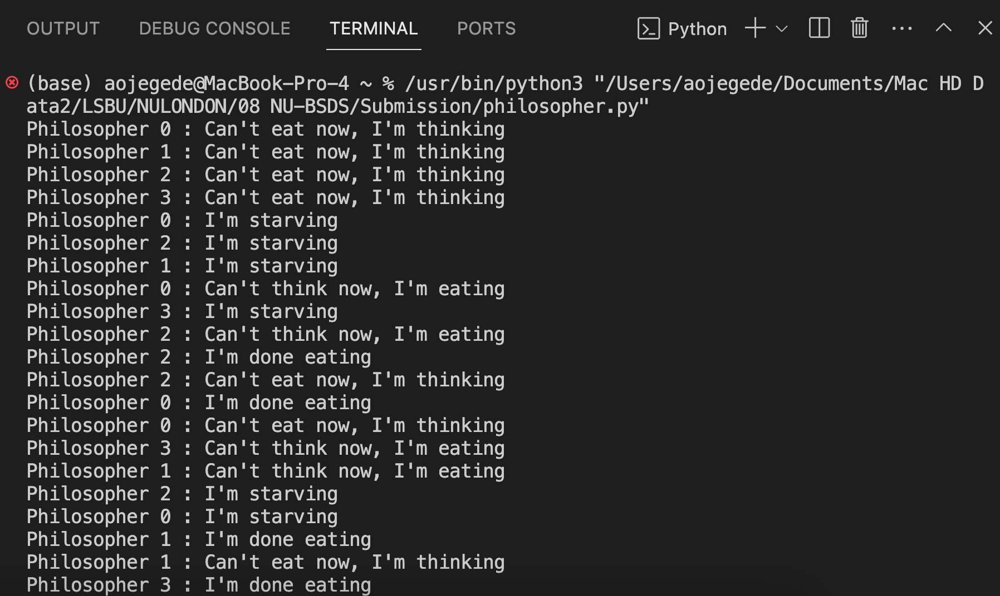 OUTPUT DEBUG CONSOLE TERMINAL PORTS Python
(base) aojegede@MacBook-Pro-4 ~ % /usr/bin/python3 "/Users/aojegede/Documents/Mac HD D
ata2/LSBU/NULONDON/08 NU-BSDS/Submission/philosopher.py"
Philosopher 0 : Can't eat now, I'm thinking
Philosopher 1 : Can't eat now, I'm thinking
Philosopher 2 : Can't eat now, I'm thinking
Philosopher 3 : Can't eat now, I'm thinking
Philosopher 0 : I'm starving
Philosopher 2 : I'm starving
Philosopher 1 : I'm starving
Philosopher 0 : Can't think now, I'm eating
Philosopher 3 : I'm starving
Philosopher 2 : Can't think now, I'm eating
Philosopher 2 : I'm done eating
Philosopher 2 : Can't eat now, I'm thinking
Philosopher 0 : I'm done eating
Philosopher 0 : Can't eat now, I'm thinking
Philosopher 3 : Can't think now, I'm eating
Philosopher 1 : Can't think now, I'm eating
Philosopher 2 : I'm starving
Philosopher 0 : I'm starving
Philosopher 1 : I'm done eating
Philosopher 1 : Can't eat now, I'm thinking
Philosopher 3 : I'm done eating